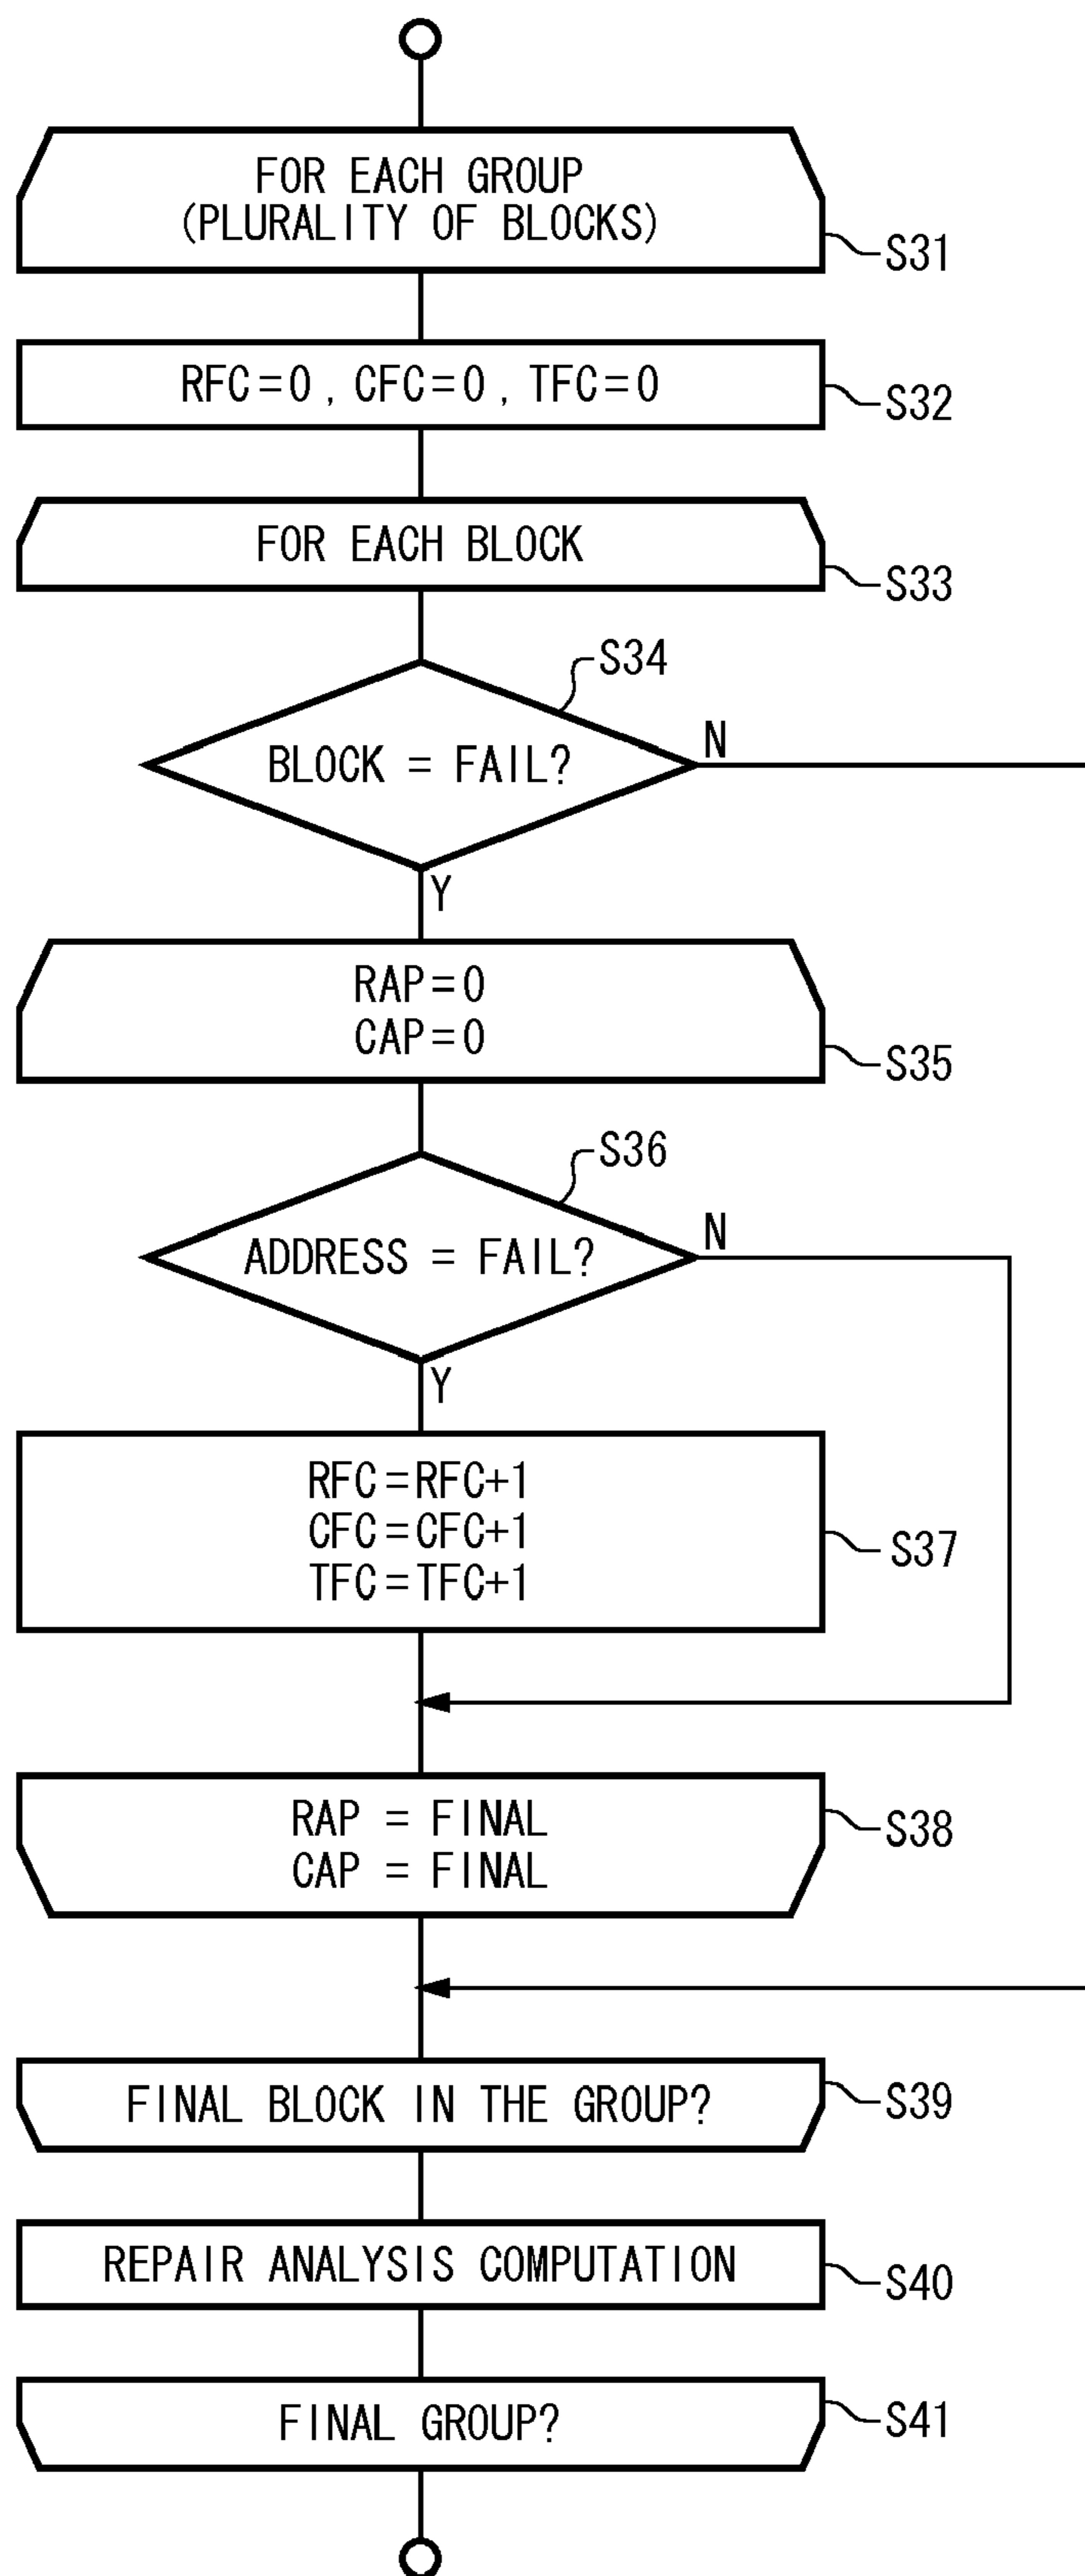 FOR EACH GROUP
(PLURALITY OF BLOCKS)
S31
RFC=0, CFC=0, TFC=0
S32
FOR EACH BLOCK
S33
S34
BLOCK = FAIL?
N
Y
RAP=0
CAP=0
S35
S36
ADDRESS = FAIL?
N
Y
RFC=RFC+1
CFC=CFC+1
TFC=TFC+1
S37
RAP = FINAL
CAP = FINAL
S38
FINAL BLOCK IN THE GROUP?
S39
REPAIR ANALYSIS COMPUTATION
S40
FINAL GROUP?
S41